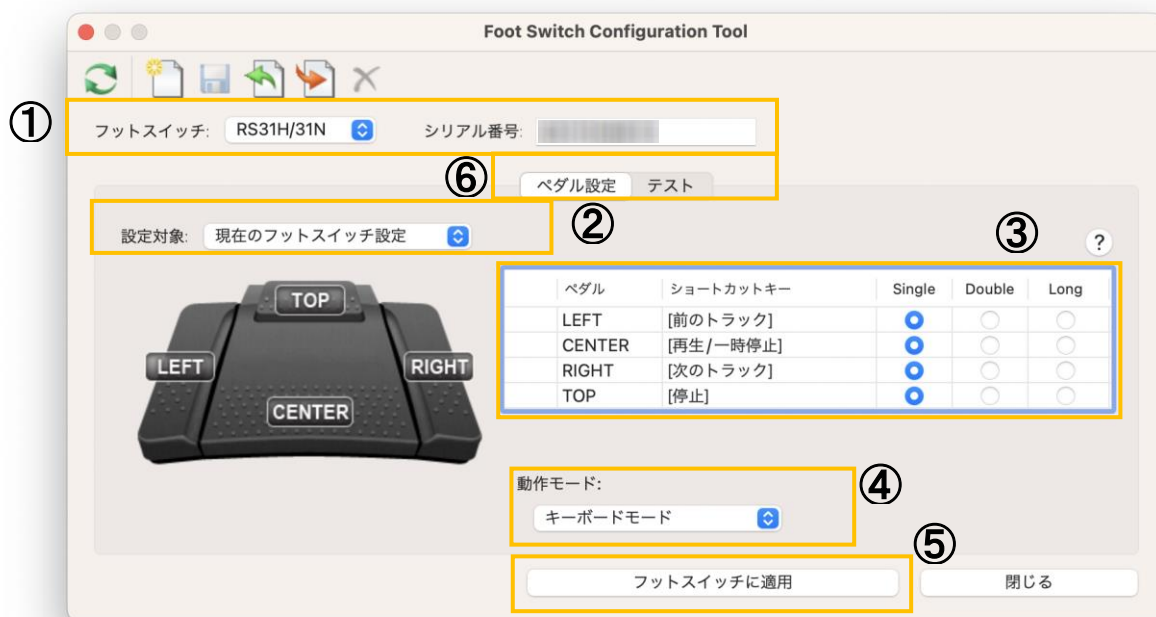 Foot Switch Configuration Tool
① フットスイッチ: RS31H/31N シリアル番号:
⑥ ペダル設定 テスト
設定対象: 現在のフットスイッチ設定 ② ③ ?
ペダル ショートカットキー Single Double Long
LEFT [前のトラック]
CENTER [再生/一時停止]
RIGHT [次のトラック]
TOP [停止]
TOP
LEFT RIGHT
CENTER
動作モード: ④
キーボードモード
⑤
フットスイッチに適用 閉じる